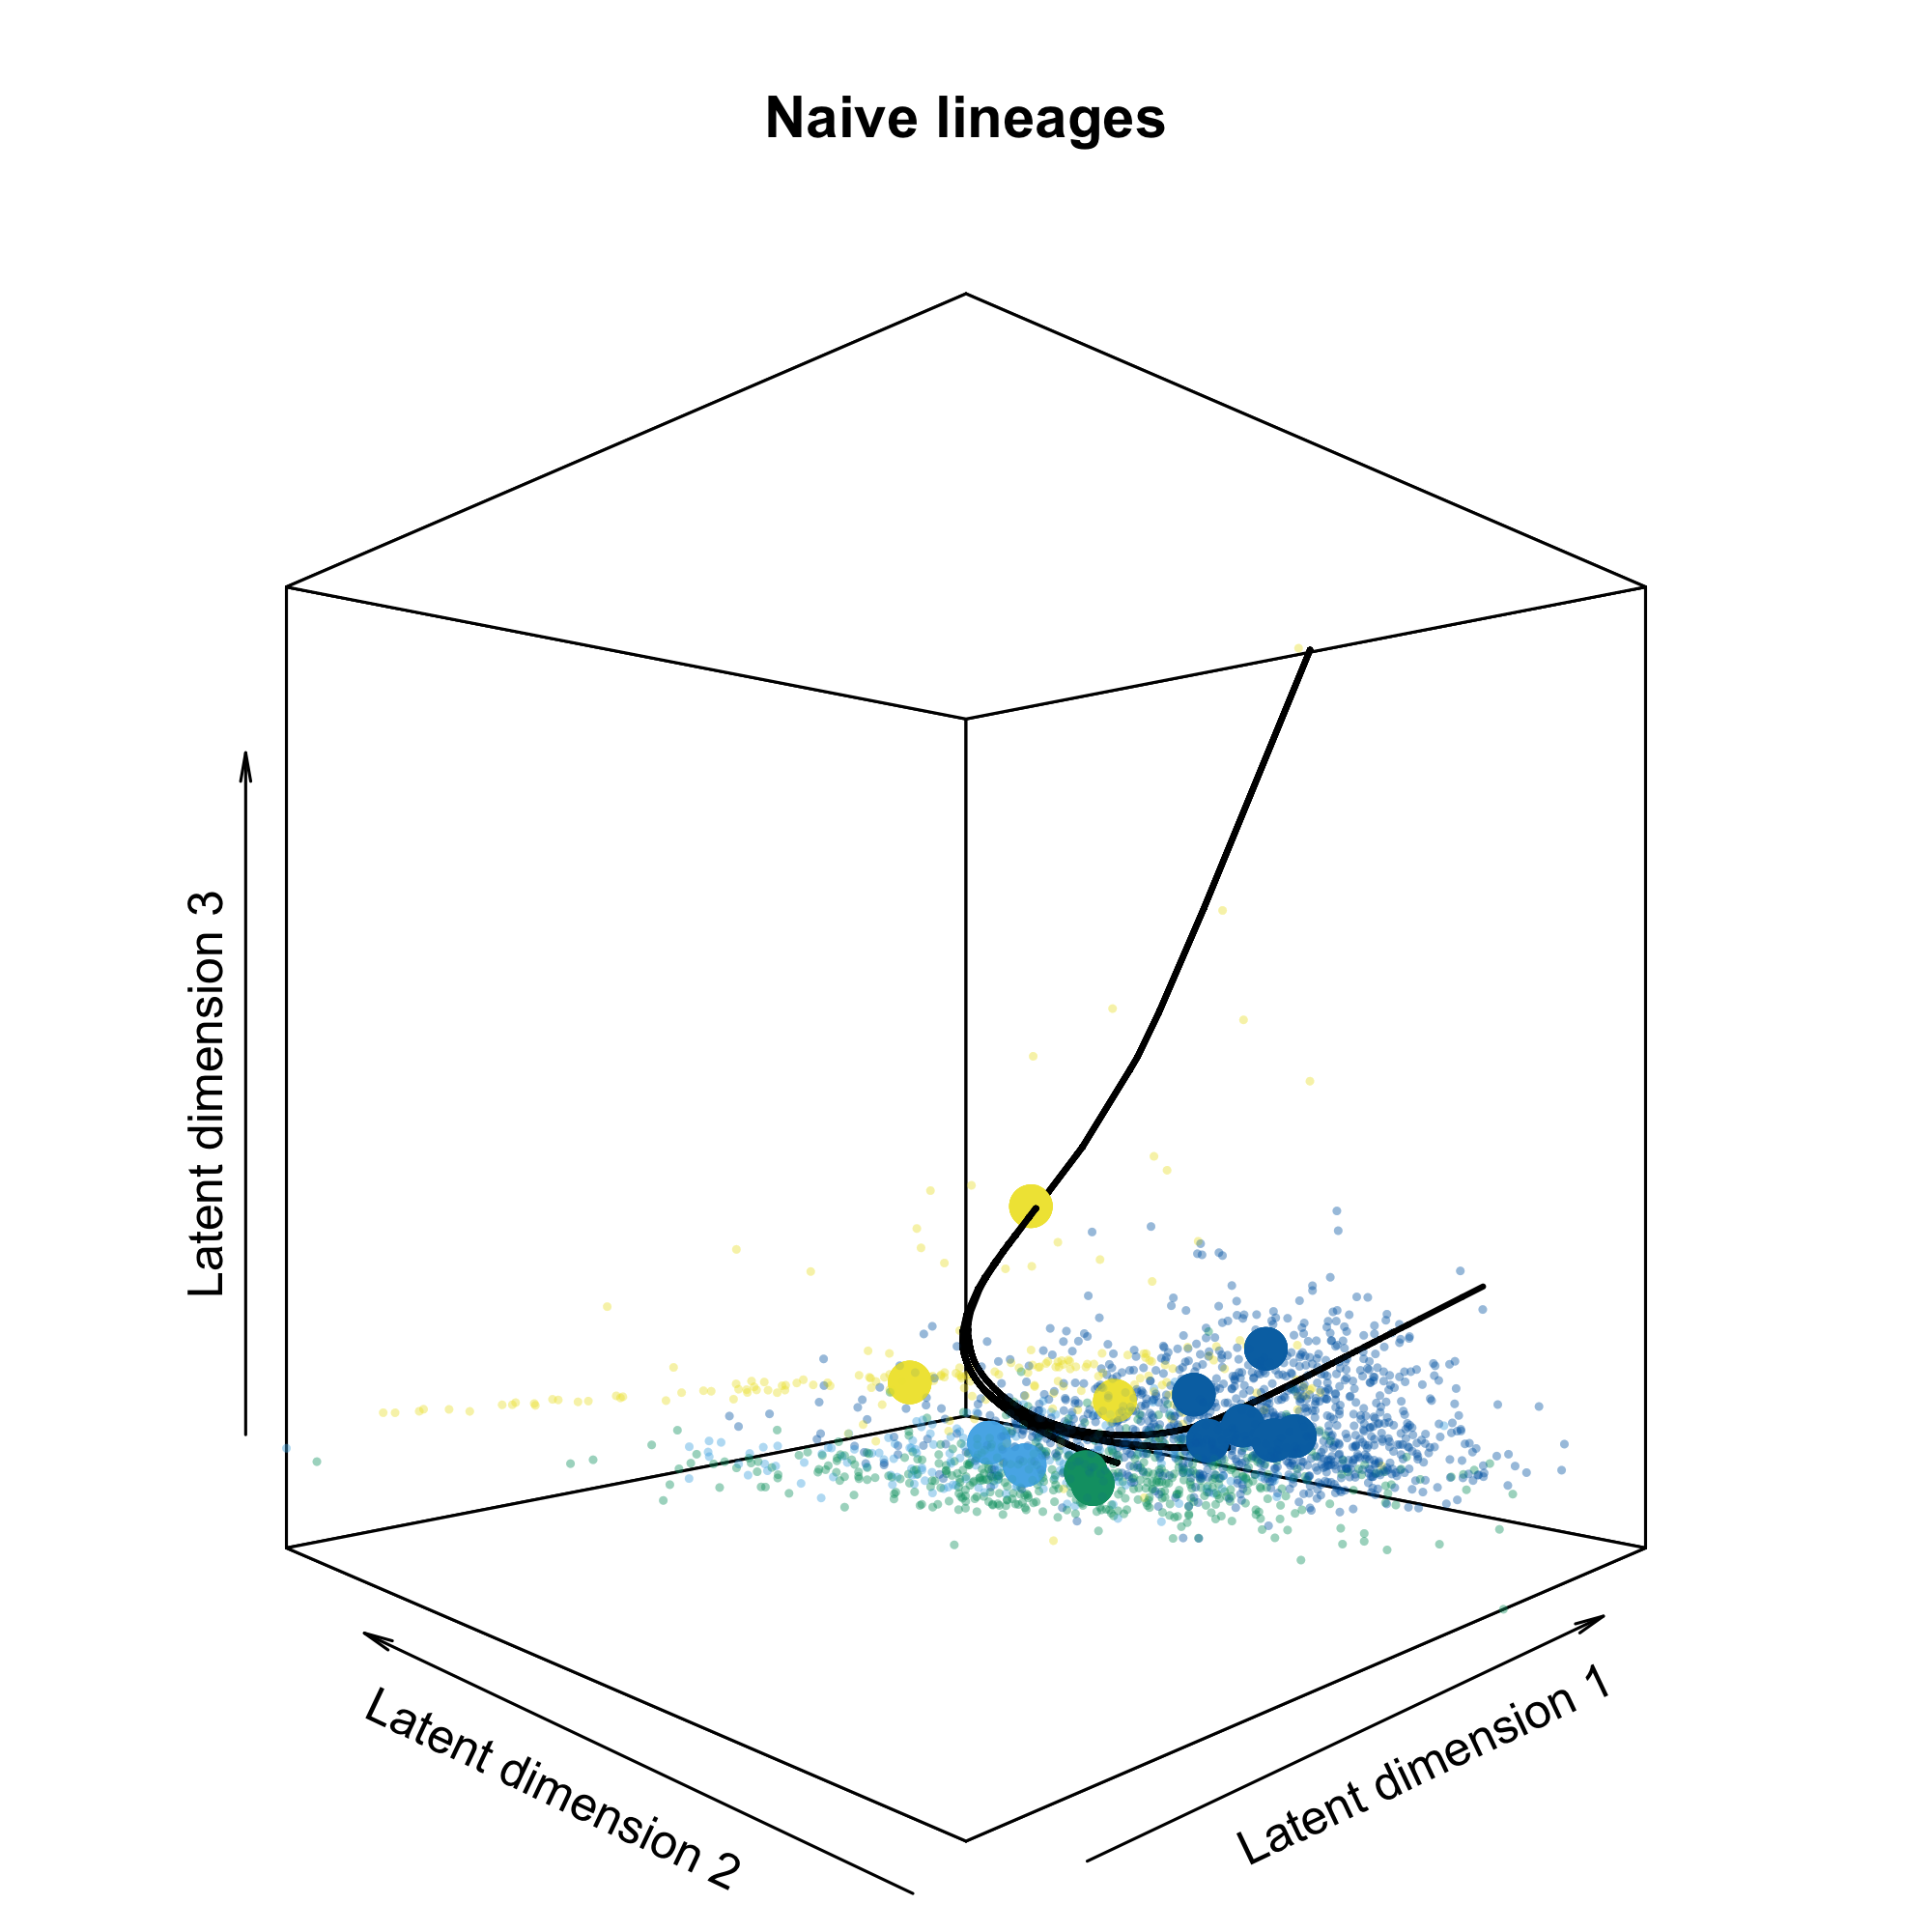 Naive lineages
Latent dimension 3
Latent dimension 2
Latent dimension 1